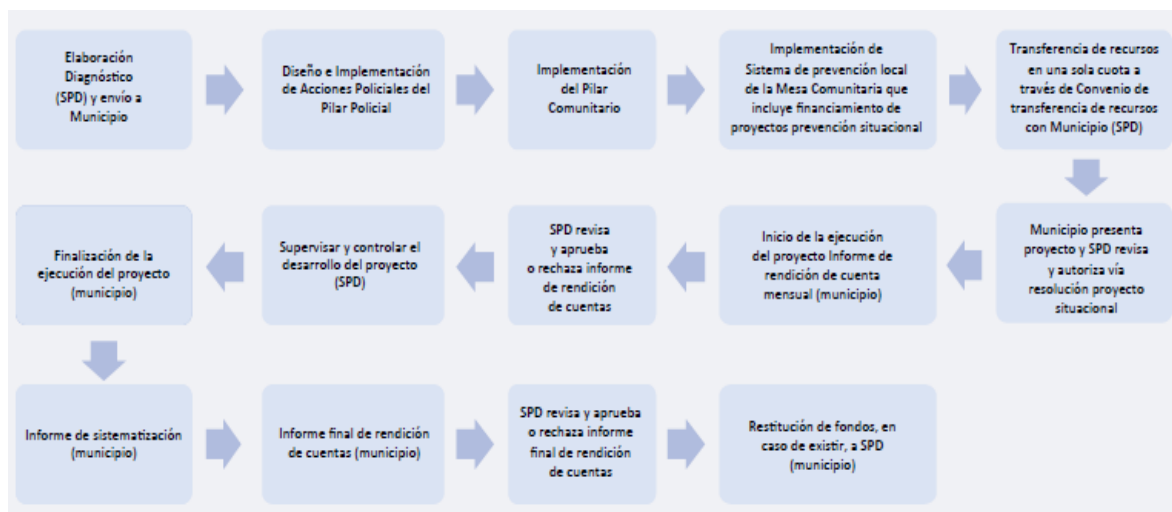 Elaboración
Diagnóstico
(SPD) y envío a
Municipio
Diseño e Implementación
de Acciones Policiales del
Pilar Policial
Implementación
del Pilar
Comunitario
Implementación de
Sistema de prevención local
de la Mesa Comunitaria que
incluye financiamiento de
proyectos prevención situacional
Transferencia de recursos
en una sola cuota a
través de Convenio de
transferencia de recursos
con Municipio (SPD)
Municipio presenta
proyecto y SPD revisa
y autoriza vía
resolución proyecto
situacional
Inicio de la ejecución
del proyecto Informe de
rendición de cuenta
mensual (municipio)
SPD revisa
y aprueba
o rechaza informe
de rendición
de cuentas
Supervisar y controlar el
desarrollo del proyecto
(SPD)
Finalización de la
ejecución del proyecto
(municipio)
Informe de sistematización
(municipio)
Informe final de rendición
de cuentas (municipio)
SPD revisa y aprueba
o rechaza informe
final de rendición
de cuentas
Restitución de fondos, en
caso de existir, a SPD
(municipio)